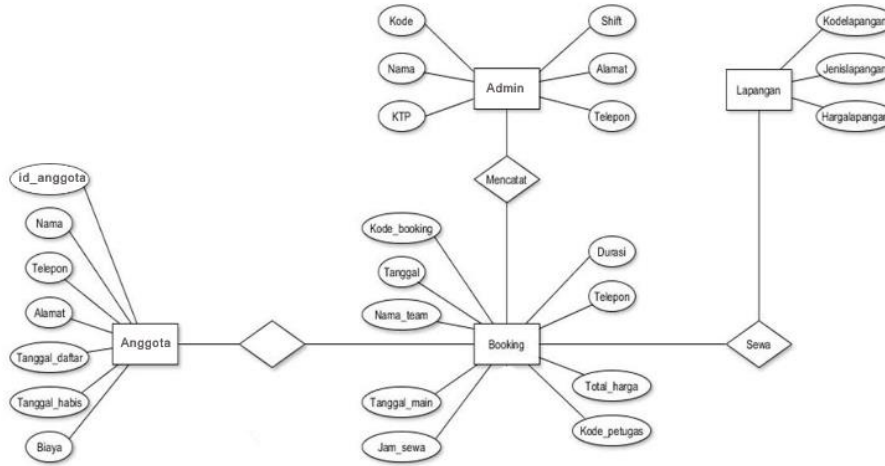 Kode
Shift
Kodelapangan
Nama
Admin
Alamat
Jenislapangan
Lapangan
KTP
Telepon
Hargalapangan
Mencatat
id_anggota
Nama
Kode_booking
Durasi
Telepon
Tanggal
Telepon
Alamat
Nama_team
Anggota
Booking
Sewa
Tanggal_daftar
Total_harga
Tanggal_habis
Tanggal_main
Kode_petugas
Biaya
Jam_sewa